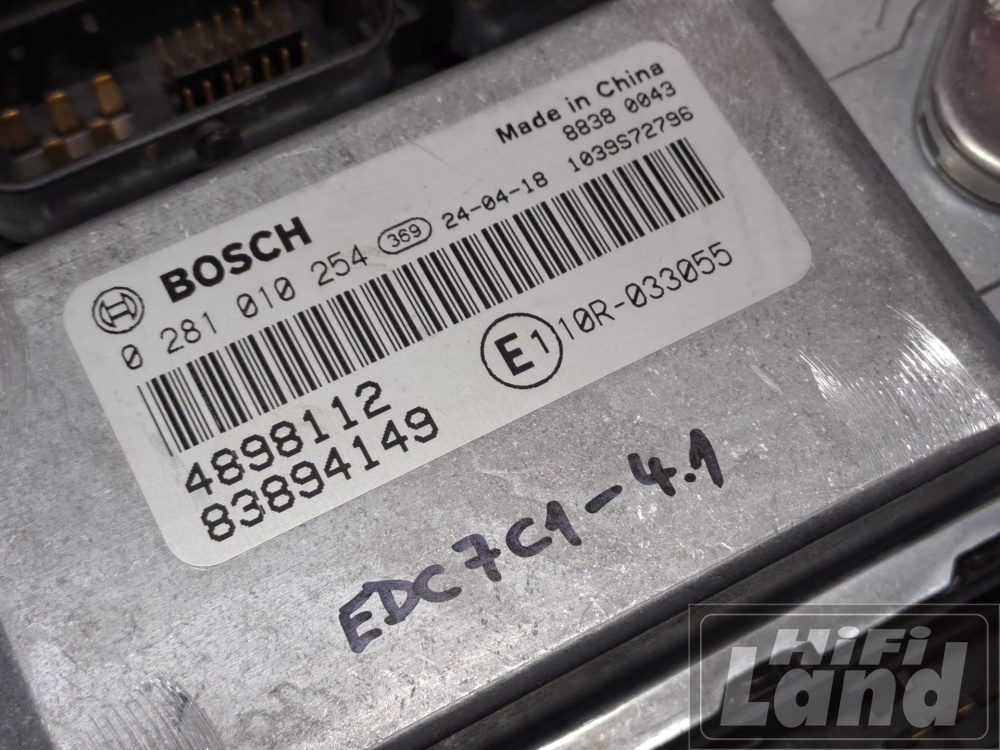 Made in China
8838 0043
BOSCH
0 281 010 254 369 24-04-18 1039S72796
E1 10R-033055
4898112
83894149
EDC7C1-4.1
HiFi
Land